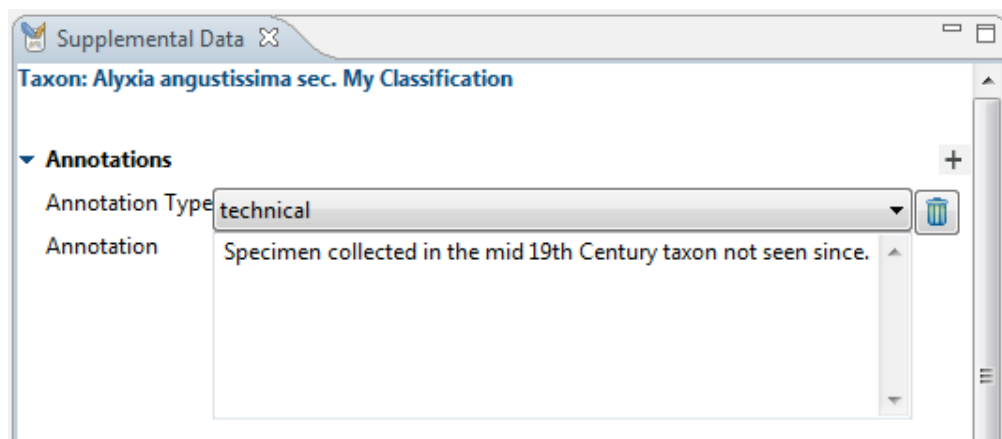 Supplemental Data
Taxon: Alyxia angustissima sec. My Classification
Annotations
Annotation Type technical
Annotation Specimen collected in the mid 19th Century taxon not seen since.